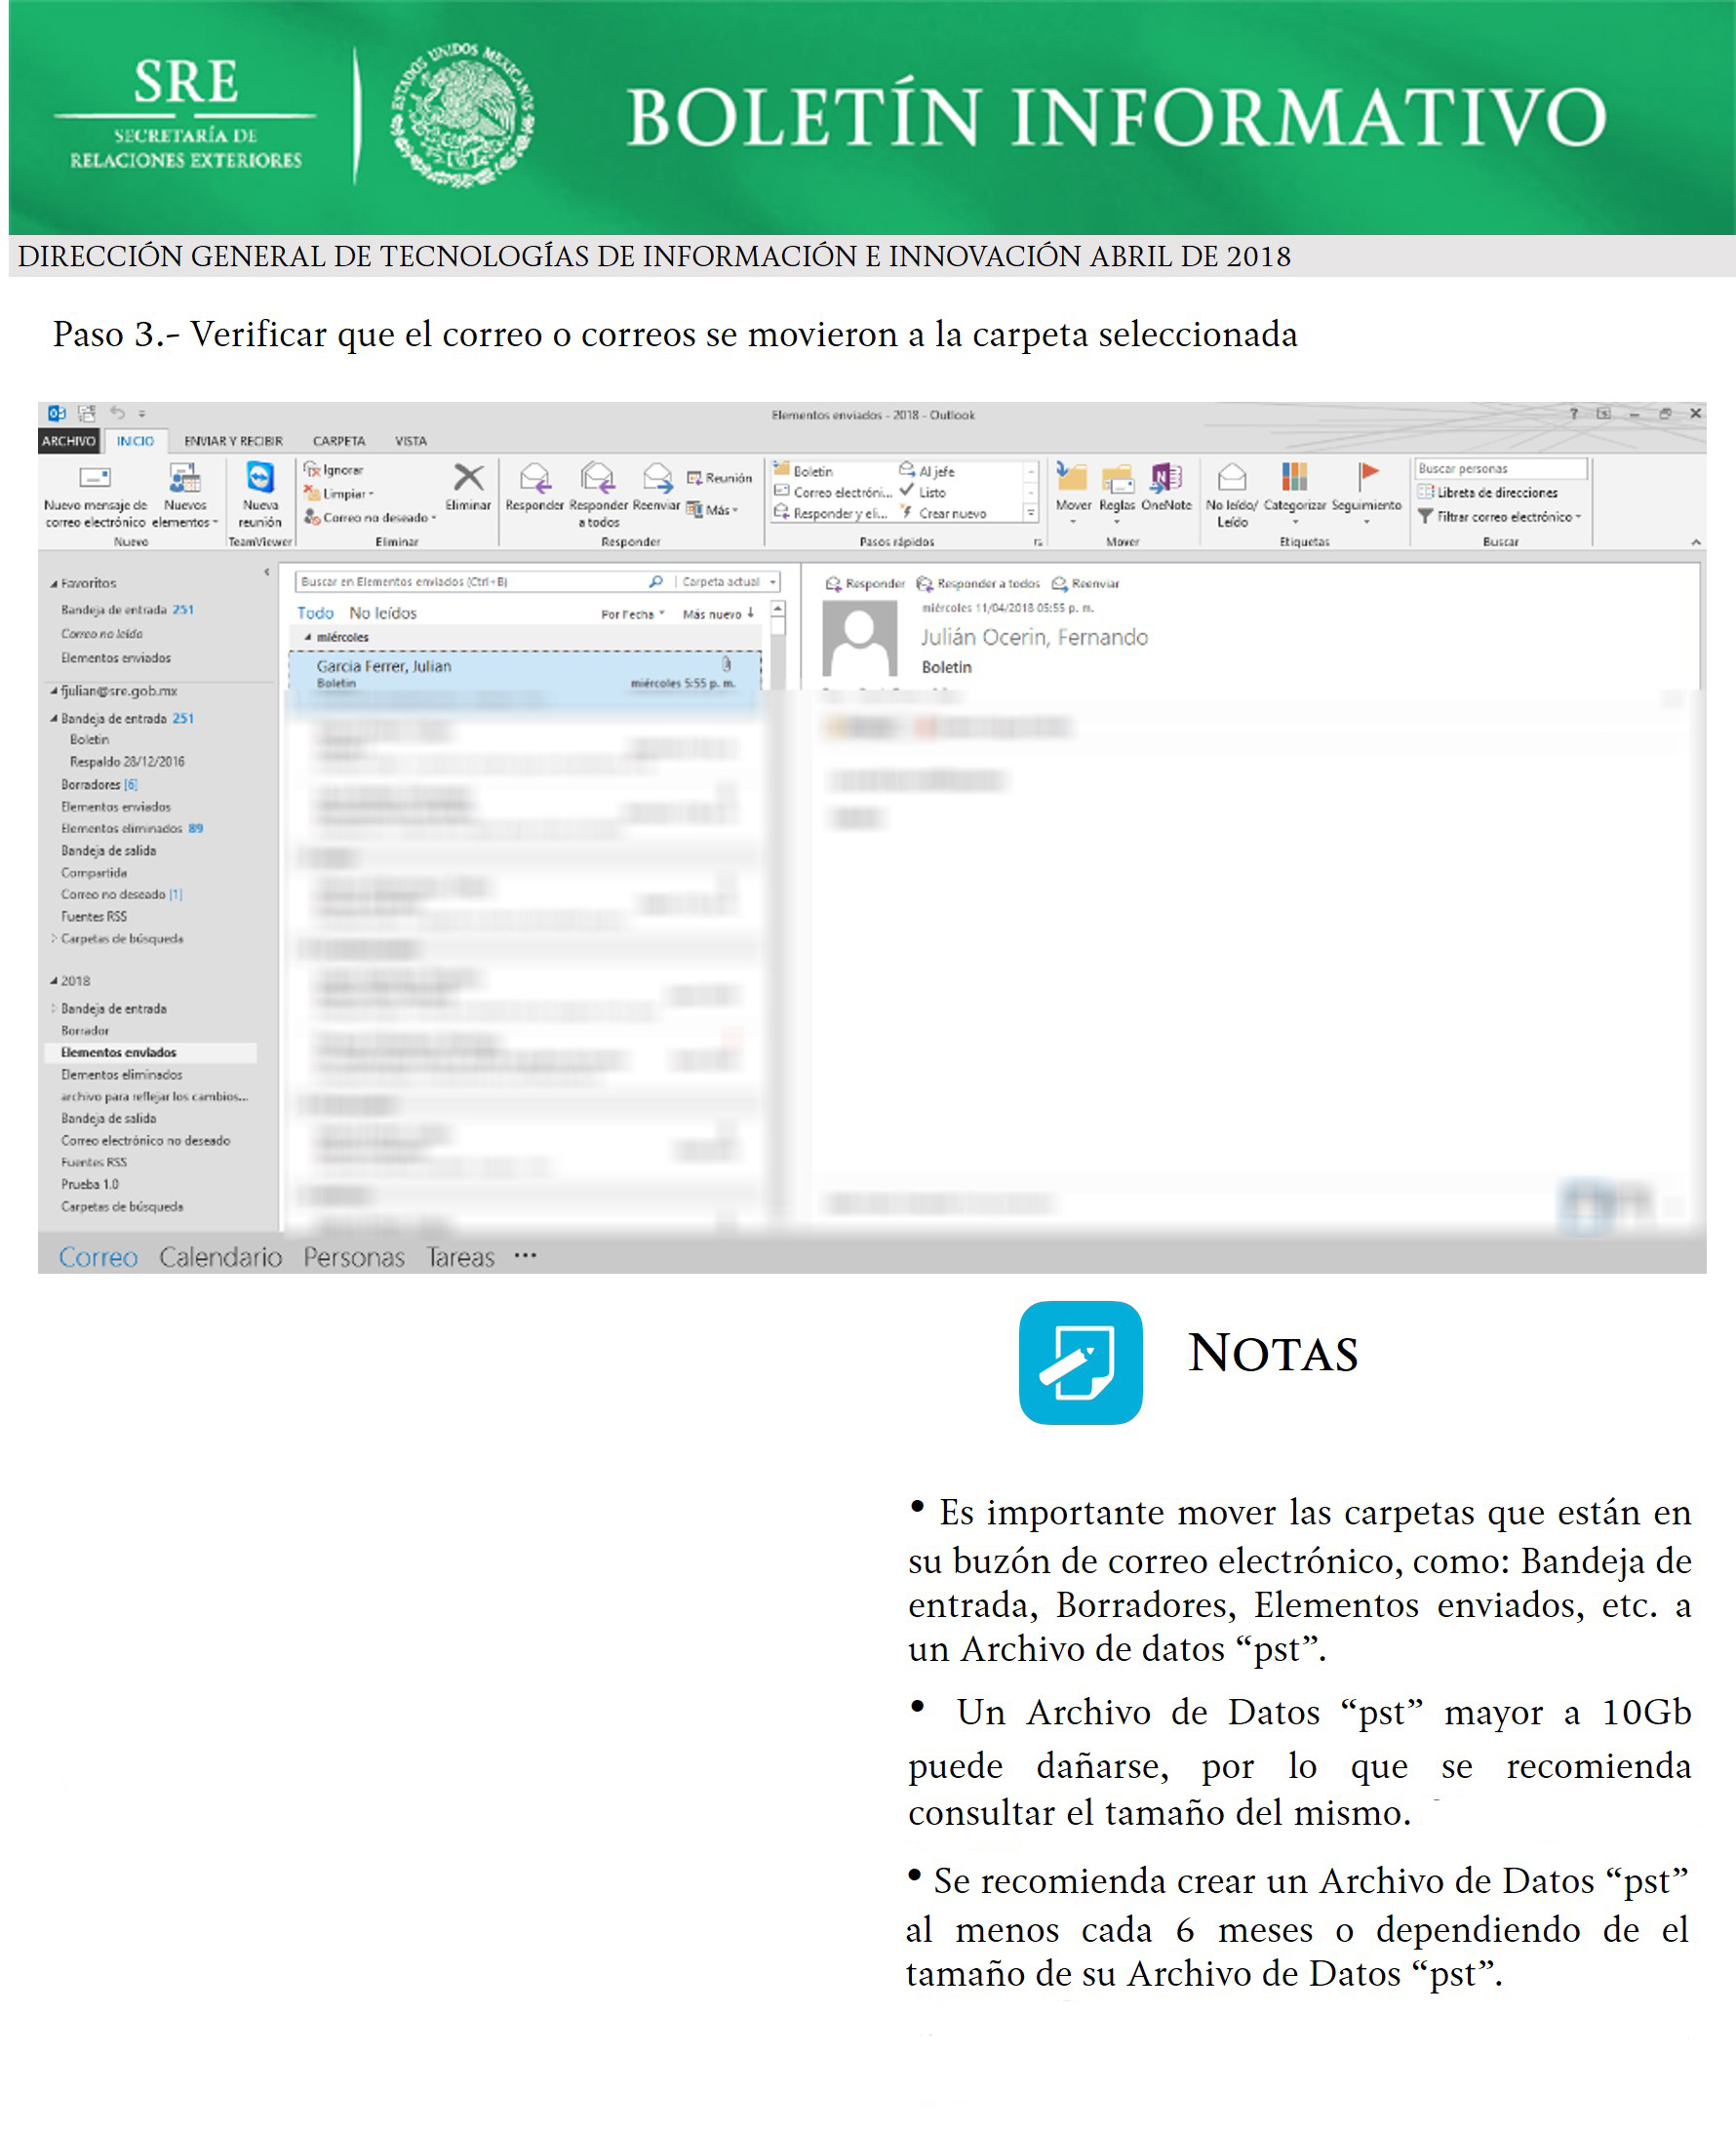 SRE
SECRETARÍA DE
RELACIONES EXTERIORES
ESTADOS UNIDOS MEXICANOS
BOLETÍN INFORMATIVO
DIRECCIÓN GENERAL DE TECNOLOGÍAS DE INFORMACIÓN E INNOVACIÓN ABRIL DE 2018
Paso 3.- Verificar que el correo o correos se movieron a la carpeta seleccionada
Elementos enviados - 2018 - Outlook
ARCHIVO INICIO ENVIAR Y RECIBIR CARPETA VISTA
Nuevo mensaje de correo electrónico
Nuevos elementos
Nuevo
Nueva reunión
TeamViewer
Ignorar
Limpiar
Correo no deseado
Eliminar
Eliminar
Responder
Responder a todos
Reenviar
Reunión
Más
Responder
Boletin
Correo electróni...
Responder y eli...
Al jefe
Listo
Crear nuevo
Pasos rápidos
Mover
Reglas
OneNote
Mover
No leído/ Leído
Categorizar
Seguimiento
Etiquetas
Buscar personas
Libreta de direcciones
Filtrar correo electrónico
Buscar
Favoritos
Bandeja de entrada 251
Correo no leído
Elementos enviados
fjulian@sre.gob.mx
Bandeja de entrada 251
Boletin
Respaldo 28/12/2016
Borradores [6]
Elementos enviados
Elementos eliminados 89
Bandeja de salida
Compartida
Correo no deseado [1]
Fuentes RSS
Carpetas de búsqueda
2018
Bandeja de entrada
Borrador
Elementos enviados
Elementos eliminados
archivo para reflejar los cambios...
Bandeja de salida
Correo electrónico no deseado
Fuentes RSS
Prueba 1.0
Carpetas de búsqueda
Buscar en Elementos enviados (Ctrl+B)
Carpeta actual
Todo No leídos Por Fecha Más nuevo
miércoles
Garcia Ferrer, Julian
Boletin miércoles 5:55 p. m.
Responder Responder a todos Reenviar
miércoles 11/04/2018 05:55 p. m.
Julián Ocerin, Fernando
Boletin
Correo Calendario Personas Tareas ...
NOTAS
• Es importante mover las carpetas que están en
su buzón de correo electrónico, como: Bandeja de
entrada, Borradores, Elementos enviados, etc. a
un Archivo de datos “pst”.
• Un Archivo de Datos “pst” mayor a 10Gb
puede dañarse, por lo que se recomienda
consultar el tamaño del mismo.
• Se recomienda crear un Archivo de Datos “pst”
al menos cada 6 meses o dependiendo de el
tamaño de su Archivo de Datos “pst”.